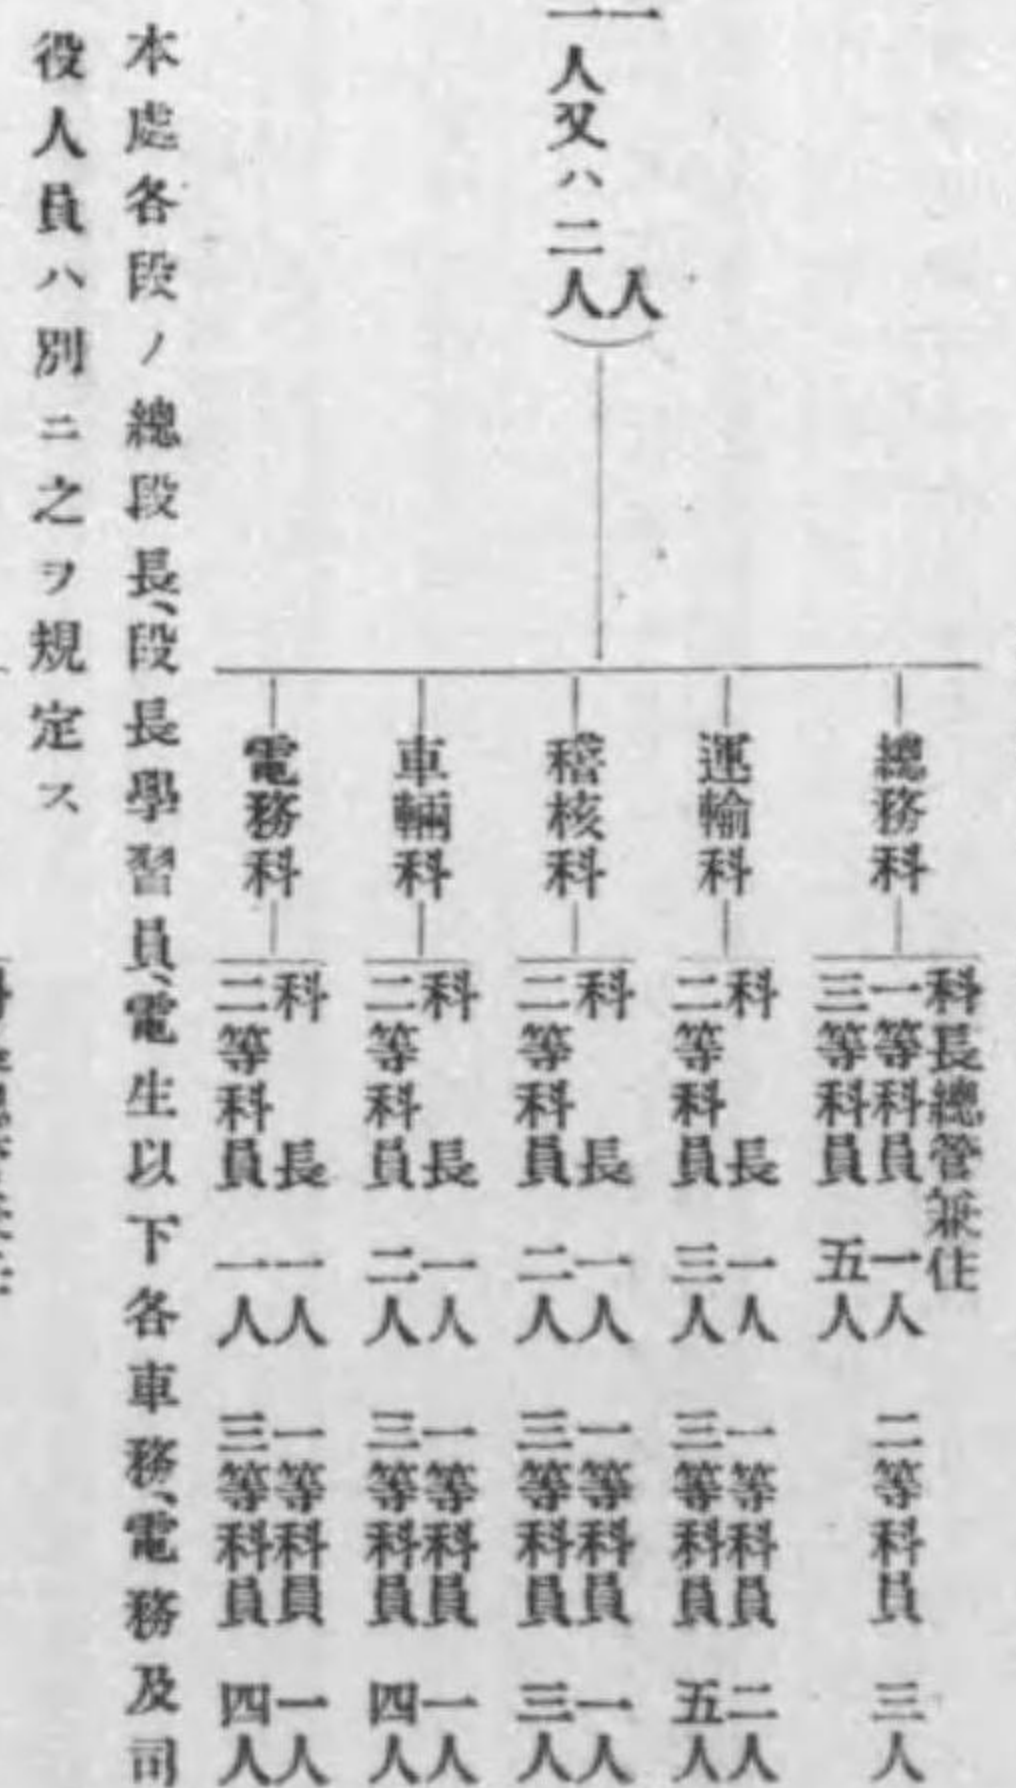 一人
一人又ハ二人
總務科
科長總管兼任
一等科員 一人 二等科員 三人
三等科員 五人
運輸科
科長 一人 一等科員 二人
二等科員 三人 三等科員 五人
稽核科
科長 一人 一等科員 一人
二等科員 二人 三等科員 三人
車輛科
科長 一人 一等科員 一人
二等科員 二人 三等科員 四人
電務科
科長 一人 一等科員 一人
二等科員 一人 三等科員 四人
本處各段ノ總段長、段長學習員、電生以下各車務、電務及司
役人員ハ別ニ之ヲ規定ス